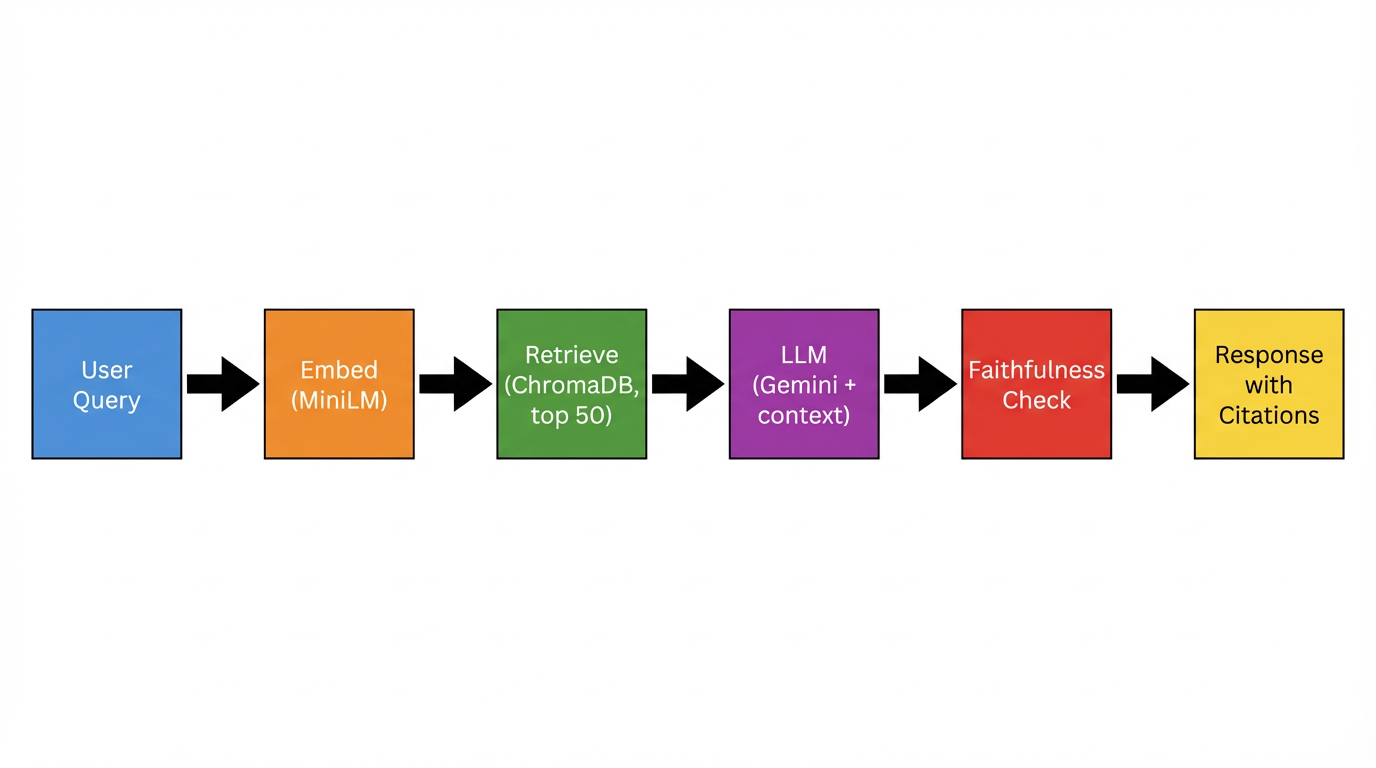 User
Query
Embed
(MiniLM)
Retrieve
(ChromaDB,
top 50)
LLM
(Gemini +
context)
Faithfulness
Check
Response
with
Citations